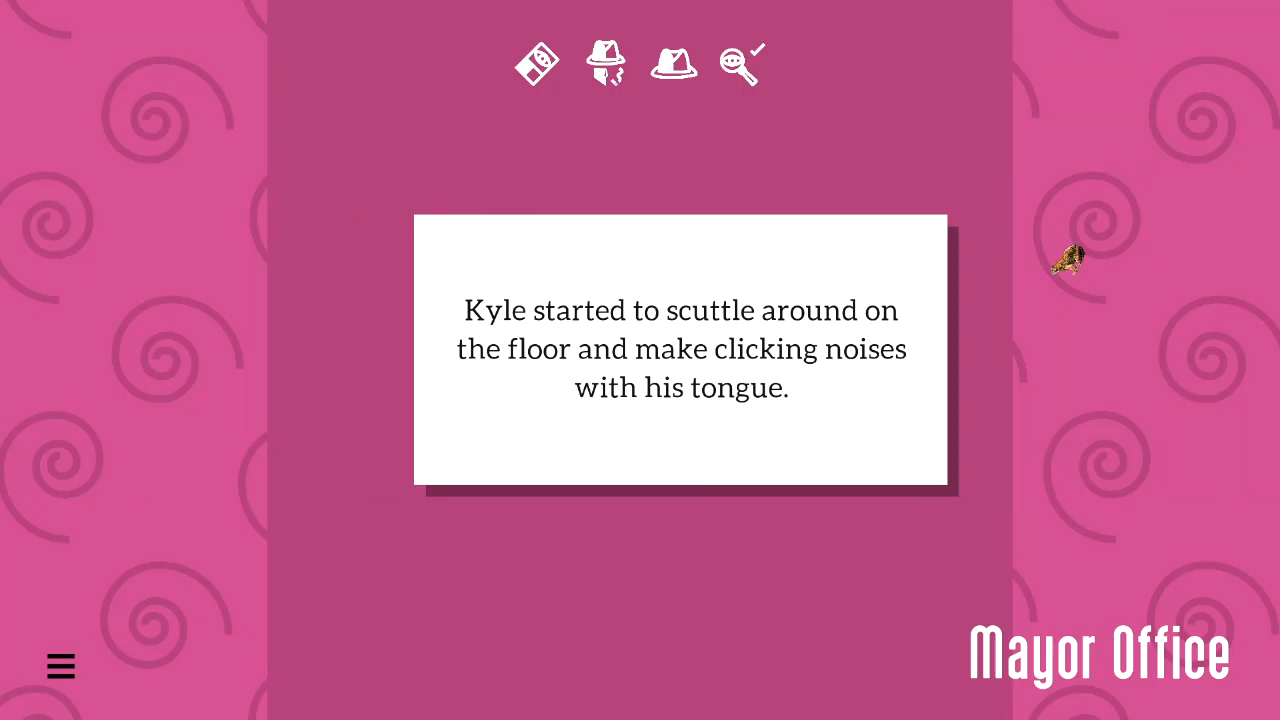 Kyle started to scuttle around on
the floor and make clicking noises
with his tongue.
Mayor Office